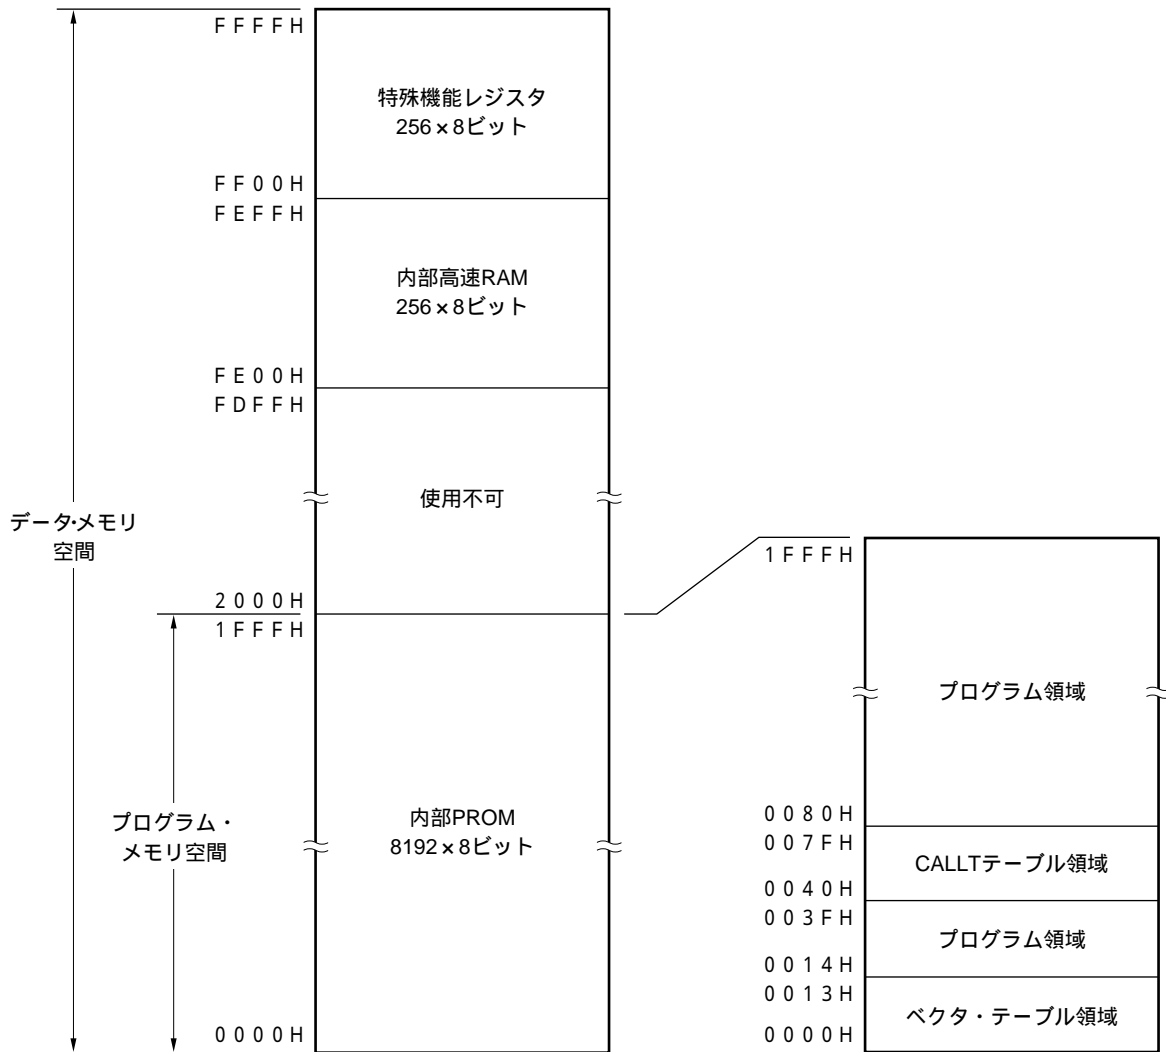 FFFFH
特殊機能レジスタ
256×8ビット
FF00H
FEFFH
内部高速RAM
256×8ビット
FE00H
FDFFH
使用不可
データ・メモリ
空間
2000H
1FFFH
プログラム・
メモリ空間
内部PROM
8192×8ビット
0000H
1FFFH
プログラム領域
0080H
007FH
CALLTテーブル領域
0040H
003FH
プログラム領域
0014H
0013H
ベクタ・テーブル領域
0000H